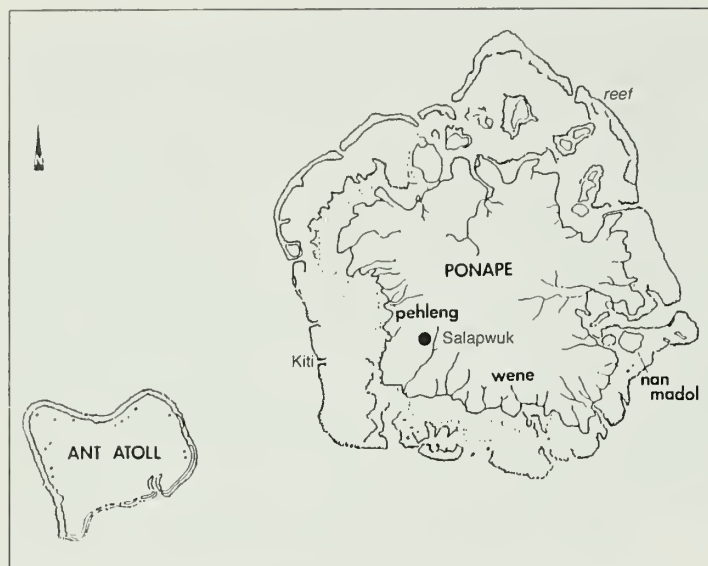 reef
N
PONAPE
pehleng
Salapwuk
Kiti
wene
nan
madol
ANT ATOLL